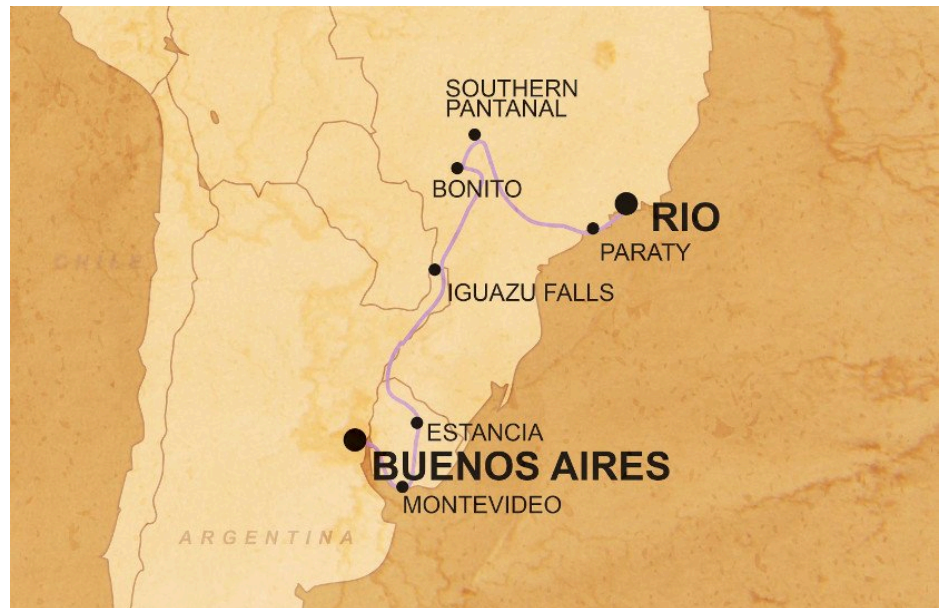 SOUTHERN
PANTANAL
BONITO
RIO
PARATY
CHILE
IGUAZU FALLS
ESTANCIA
BUENOS AIRES
MONTEVIDEO
ARGENTINA